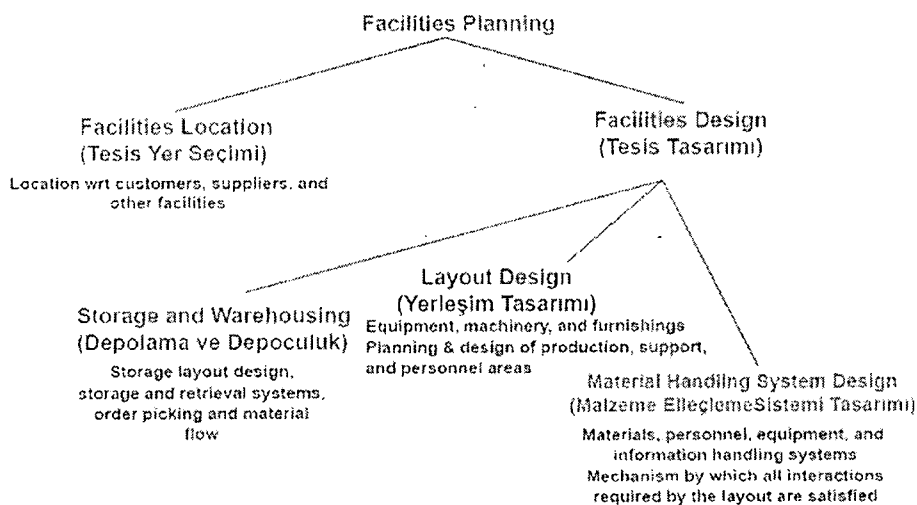 Facilities Planning
Facilities Location
(Tesis Yer Seçimi)
Location wrt customers, suppliers, and
other facilities
Facilities Design
(Tesis Tasarımı)
Storage and Warehousing
(Depolama ve Depoculuk)
Storage layout design,
storage and retrieval systems,
order picking and material
flow
Layout Design
(Yerleşim Tasarımı)
Equipment, machinery, and furnishings
Planning & design of production, support,
and personnel areas
Material Handling System Design
(Malzeme ElleçlemeSistemi Tasarımı)
Materials, personnel, equipment, and
information handling systems
Mechanism by which all interactions
required by the layout are satisfied